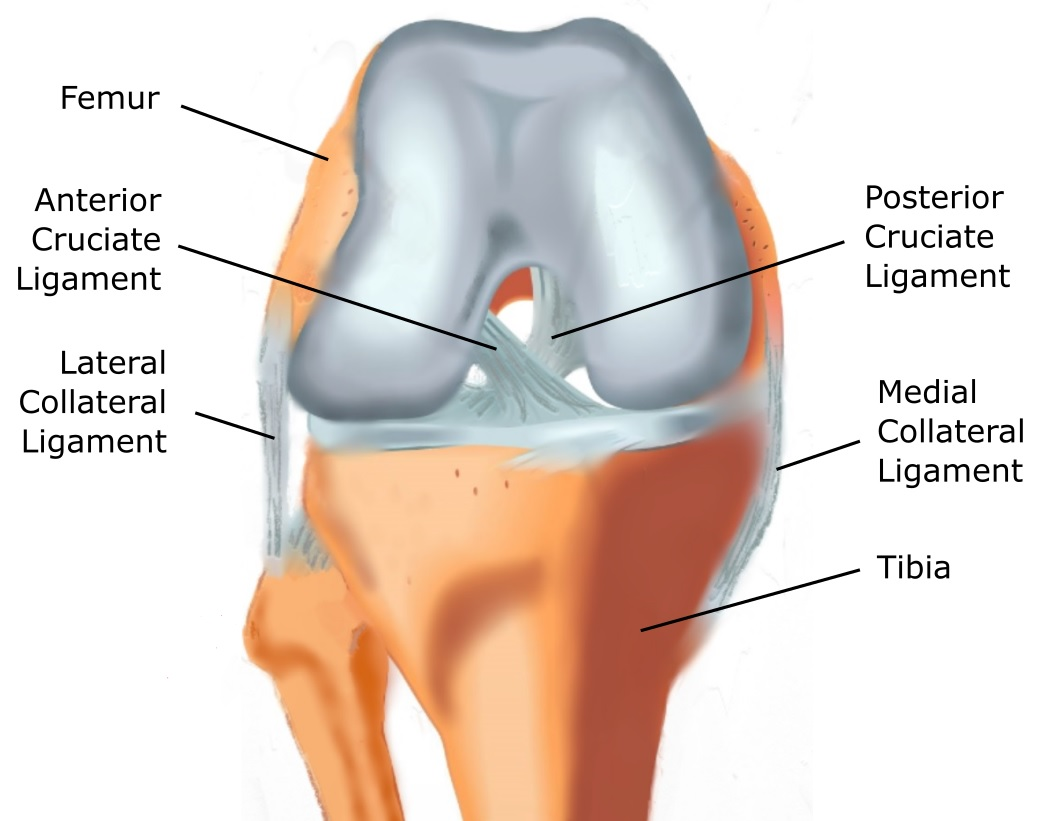 Femur
Anterior
Cruciate
Ligament
Lateral
Collateral
Ligament
Posterior
Cruciate
Ligament
Medial
Collateral
Ligament
Tibia